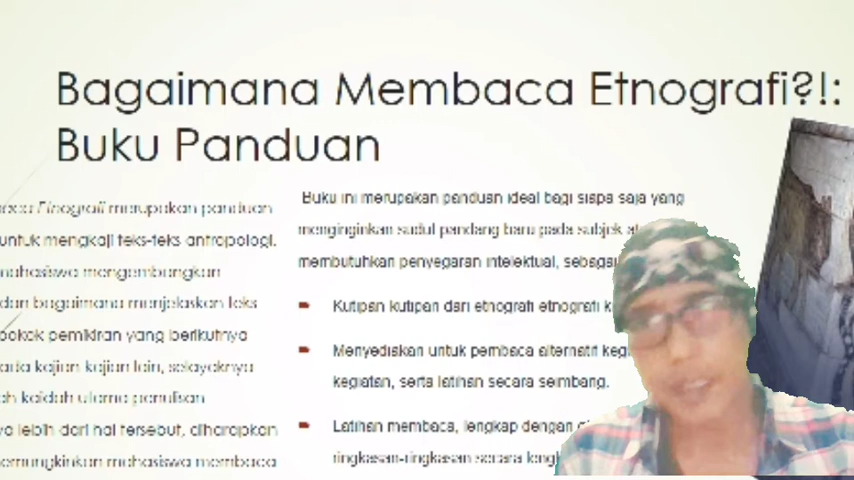 Bagaimana Membaca Etnografi?!:
Buku Panduan
Etnografi merupakan panduan
untuk mengkaji teks-teks antropologi.
mahasiswa mengembangkan
dan bagaimana menjelaskan teks
pokok pemikiran yang berikutnya
kajian kajian lain, selayaknya
kaidah utama penulisan
lebih dari hal tersebut, diharapkan
memungkinkan mahasiswa membaca
Buku ini merupakan panduan ideal bagi siapa saja yang
menginginkan sudut pandang baru pada subjek
membutuhkan penyegaran intelektual,
Kutipan kutipan dari etnografi etnografi
Menyediakan untuk pembaca alternatif
kegiatan, serta latihan secara seimbang.
Latihan membaca, lengkap dengan
ringkasan-ringkasan secara